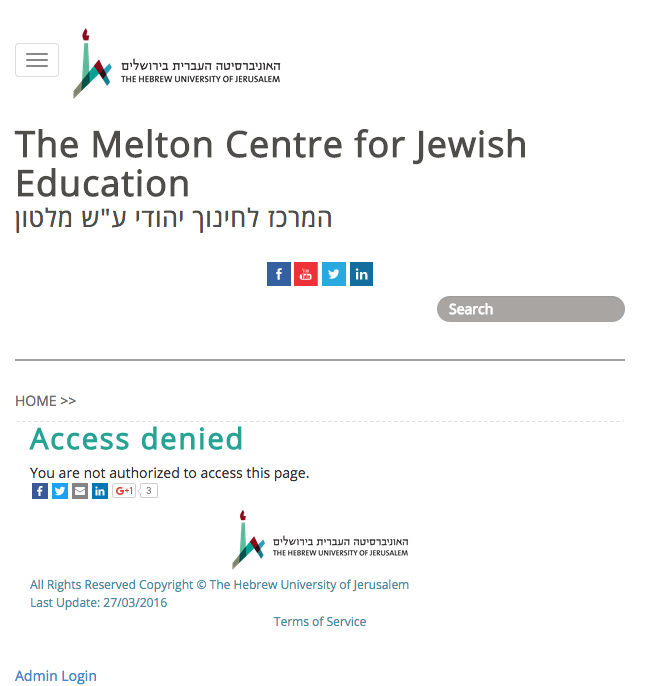 האוניברסיטה העברית בירושלים
THE HEBREW UNIVERSITY OF JERUSALEM
The Melton Centre for Jewish
Education
המרכז לחינוך יהודי ע"ש מלטון
f You Tube in
Search
HOME >>
Access denied
You are not authorized to access this page.
f in G+1 3
האוניברסיטה העברית בירושלים
THE HEBREW UNIVERSITY OF JERUSALEM
All Rights Reserved Copyright © The Hebrew University of Jerusalem
Last Update: 27/03/2016
Terms of Service
Admin Login